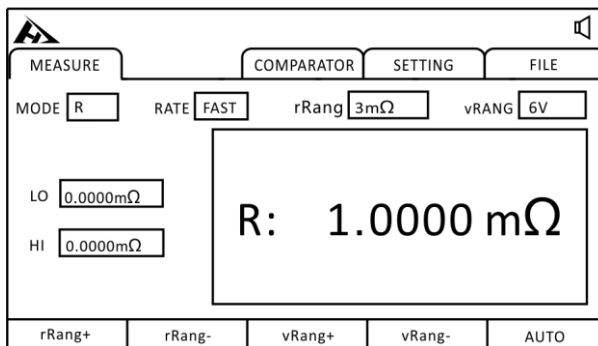 MEASURE COMPARATOR SETTING FILE
MODE R RATE FAST rRang 3mΩ vRANG 6V
LO 0.0000mΩ
R: 1.0000 mΩ
HI 0.0000mΩ
rRang+ rRang- vRang+ vRang- AUTO